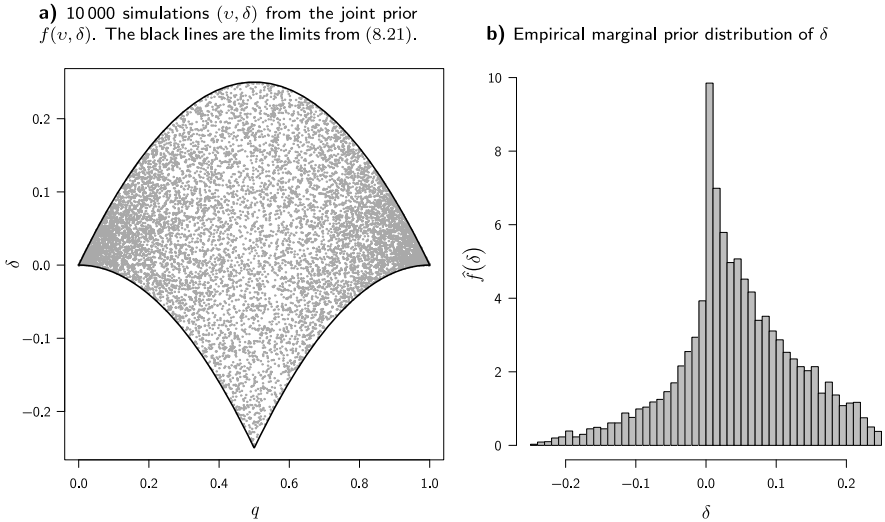 a) 10 000 simulations (υ, δ) from the joint prior
f(υ, δ). The black lines are the limits from (8.21).
δ
0.2
0.1
0.0
−0.1
−0.2
0.0 0.2 0.4 0.6 0.8 1.0
q
b) Empirical marginal prior distribution of δ
f̂(δ)
10
8
6
4
2
0
−0.2 −0.1 0.0 0.1 0.2
δ